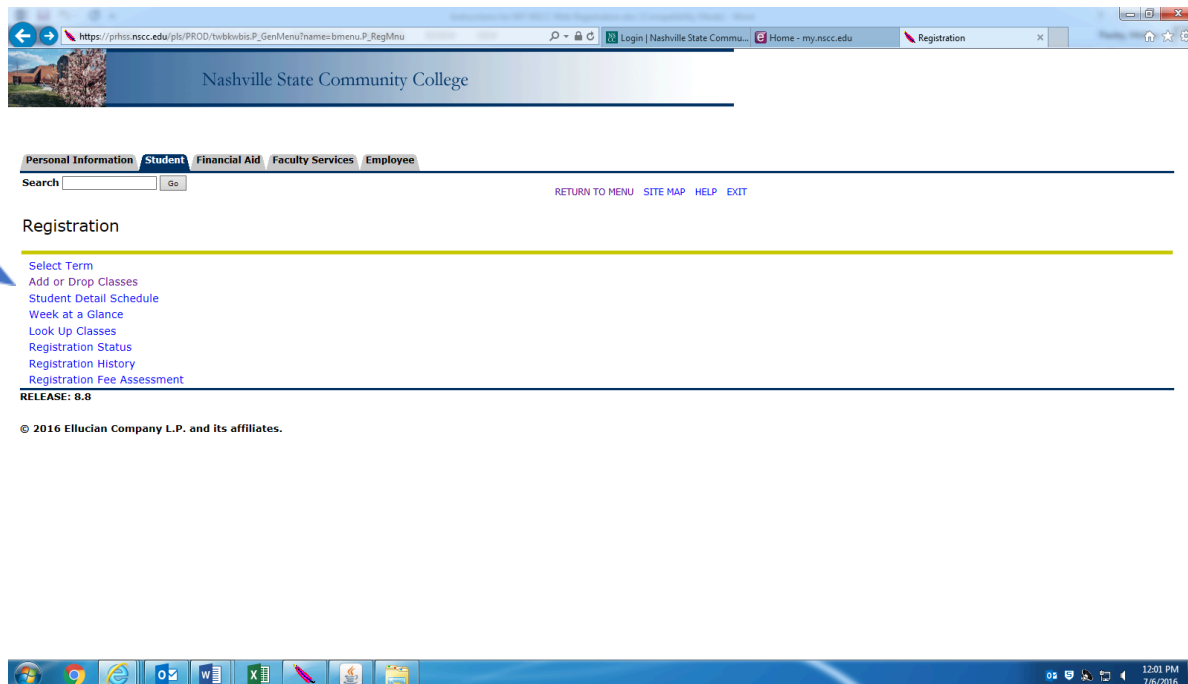 https://prhss.nscc.edu/pls/PROD/twbkwbis.P_GenMenu?name=bmenu.P_RegMnu
Login | Nashville State Commu...
Home - my.nscc.edu
Registration
Nashville State Community College
Personal Information Student Financial Aid Faculty Services Employee
Search Go
RETURN TO MENU SITE MAP HELP EXIT
Registration
Select Term
Add or Drop Classes
Student Detail Schedule
Week at a Glance
Look Up Classes
Registration Status
Registration History
Registration Fee Assessment
RELEASE: 8.8
© 2016 Ellucian Company L.P. and its affiliates.
12:01 PM
7/6/2016